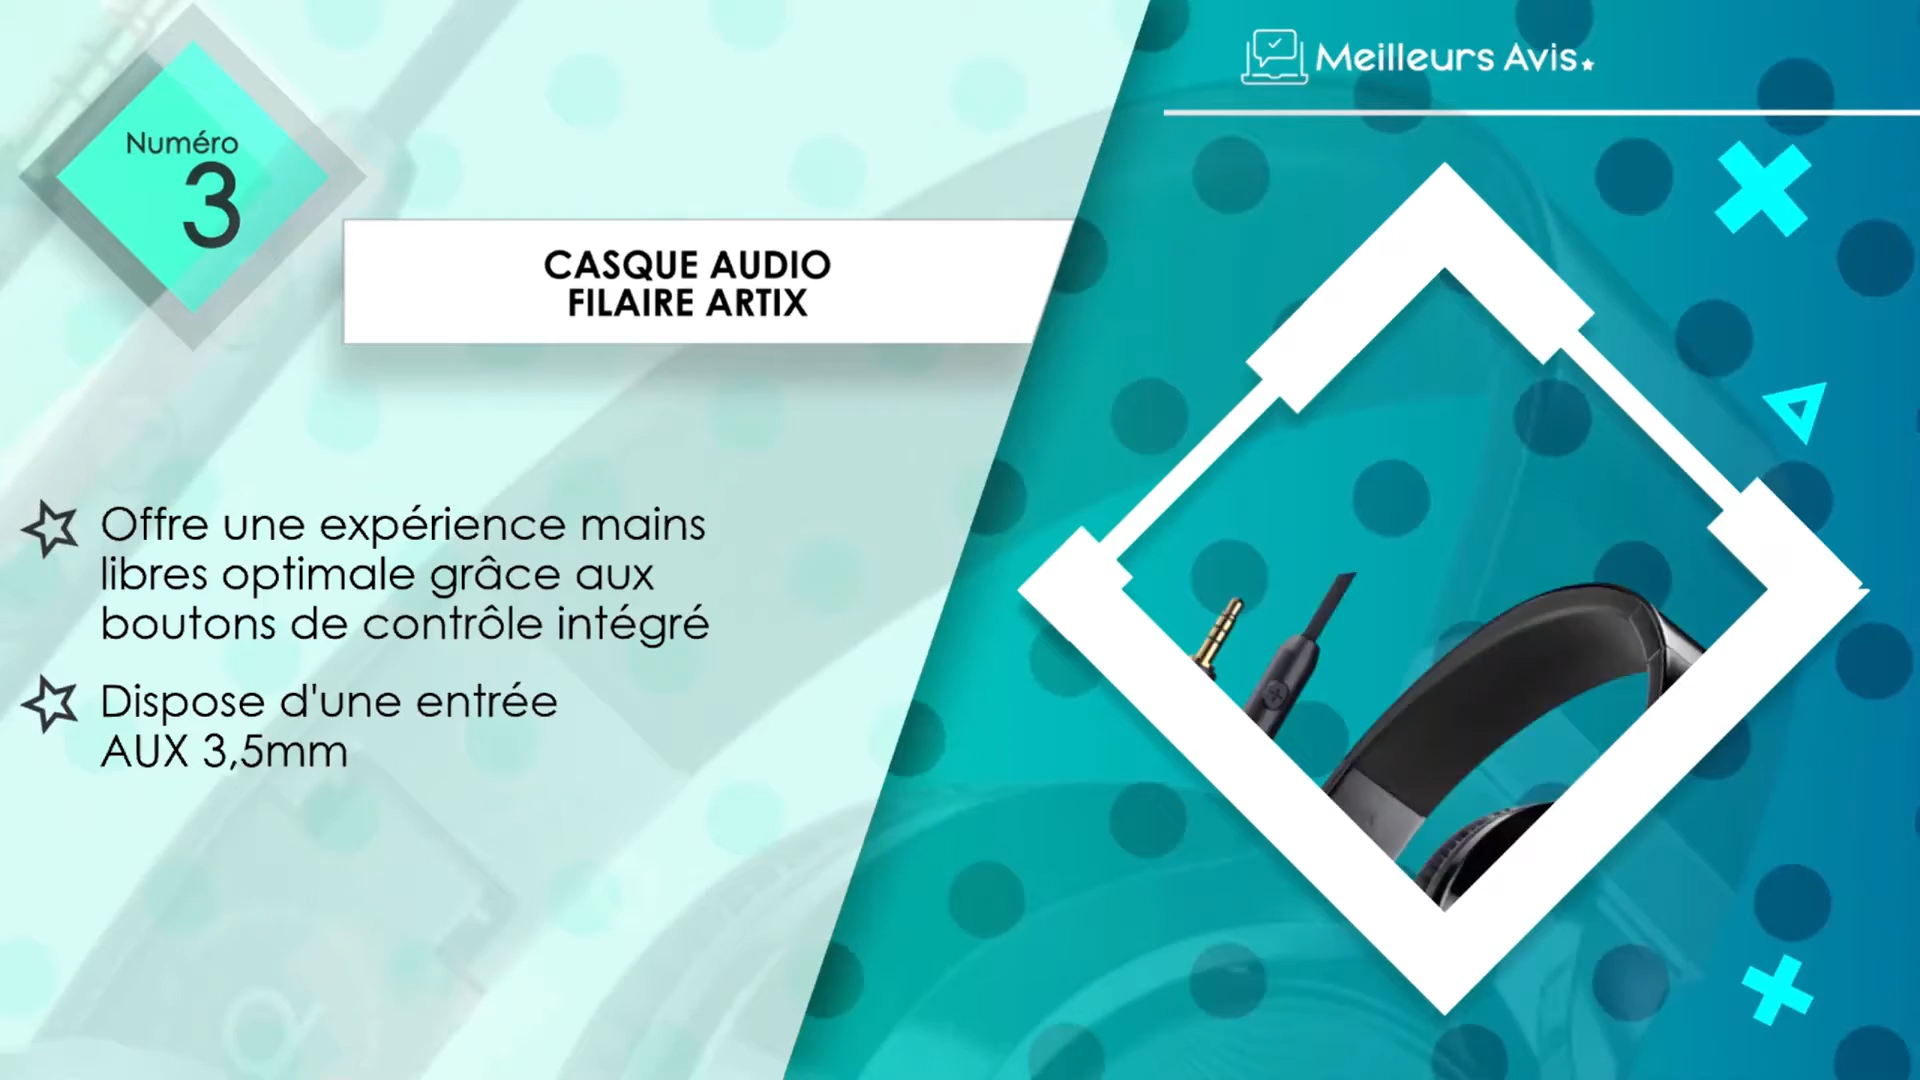 Meilleurs Avis
Numéro
3
CASQUE AUDIO
FILAIRE ARTIX
Offre une expérience mains
libres optimale grâce aux
boutons de contrôle intégré
Dispose d'une entrée
AUX 3,5mm